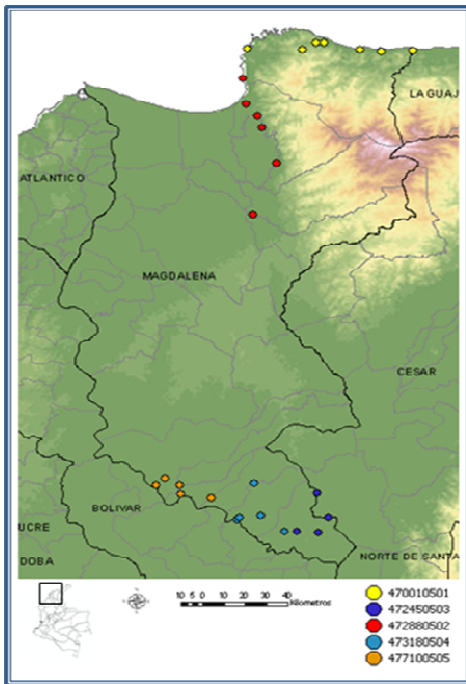 LA GUAJ
ATLANTICO
MAGDALENA
CESAR
BOLIVAR
UCRE
DOBA
NORTE DE SANTA
10 5 0 10 20 30 40
Kilometros
470010501
472450503
472880502
473180504
477100505